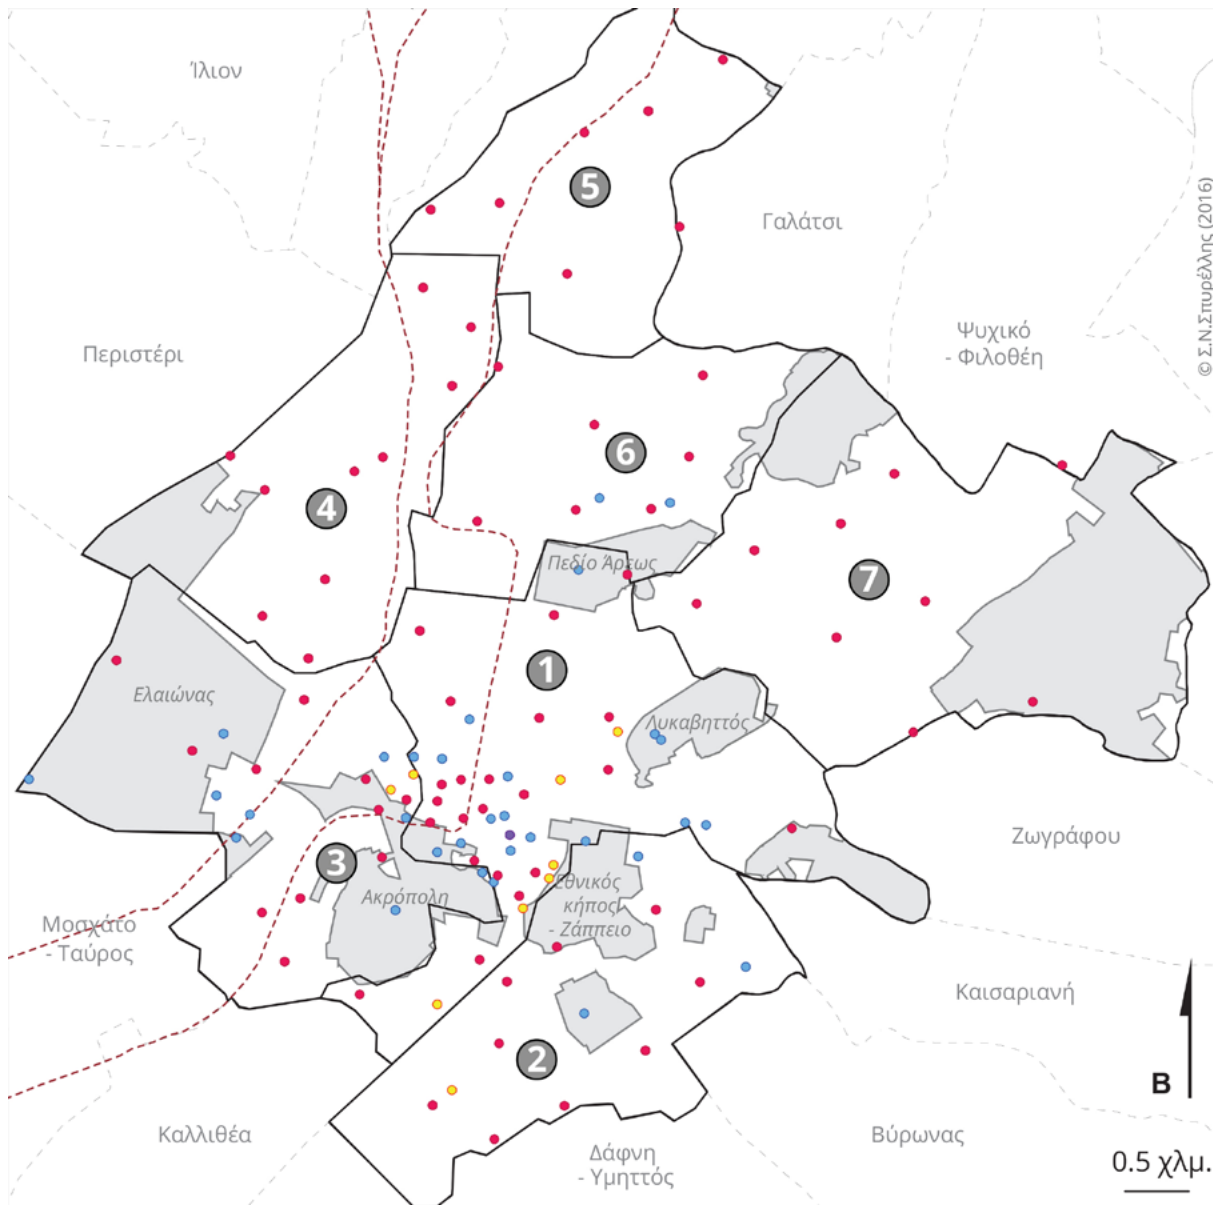 Ίλιον
5
Γαλάτσι
© Σ.Ν.Σπυρέλλης (2016)
Περιστέρι
Ψυχικό
- Φιλοθέη
6
4
Πεδίο Άρεως
7
1
Ελαιώνας
Λυκαβηττός
Ζωγράφου
3
Ακρόπολη
Εθνικός
κήπος
- Ζάππειο
Μοσχάτο
- Ταύρος
Καισαριανή
2
Β
Καλλιθέα
Βύρωνας
Δάφνη
- Υμηττός
0.5 χλμ.